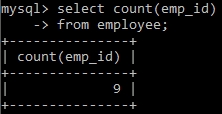 mysql> select count(emp_id)
    -> from employee;
+---------------+
| count(emp_id) |
+---------------+
|             9 |
+---------------+